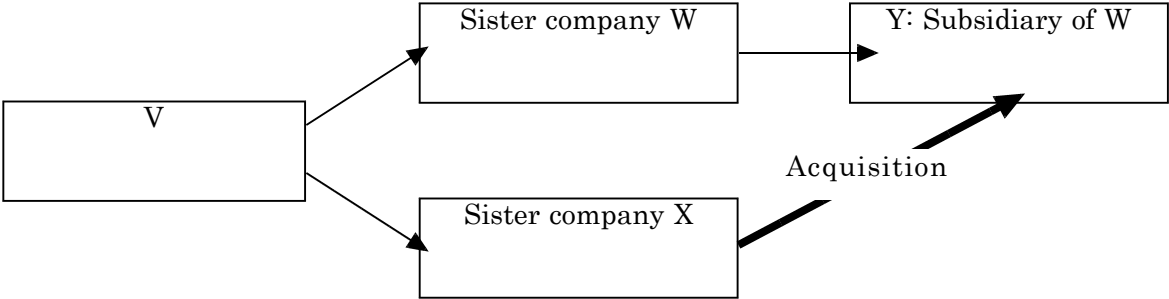 Sister company W
Y: Subsidiary of W
V
Acquisition
Sister company X